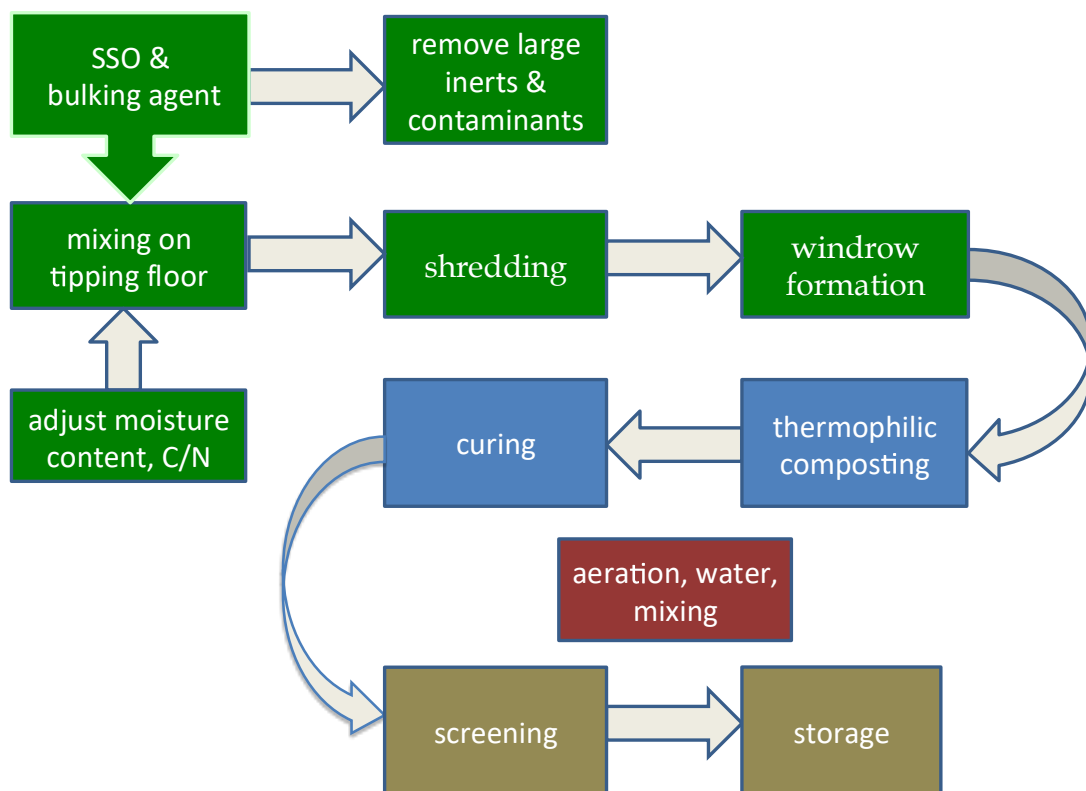 SSO &
bulking agent
remove large
inerts &
contaminants
mixing on
tipping floor
shredding
windrow
formation
adjust moisture
content, C/N
curing
thermophilic
composting
aeration, water,
mixing
screening
storage